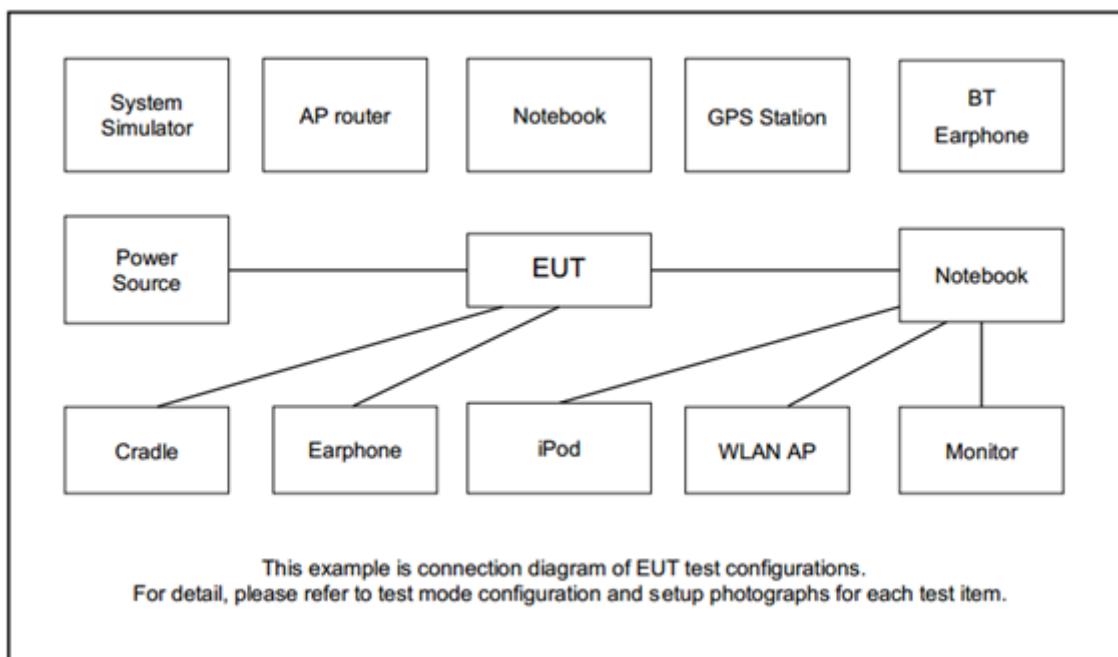 System
Simulator
AP router
Notebook
GPS Station
BT
Earphone
Power
Source
EUT
Notebook
Cradle
Earphone
iPod
WLAN AP
Monitor
This example is connection diagram of EUT test configurations.
For detail, please refer to test mode configuration and setup photographs for each test item.